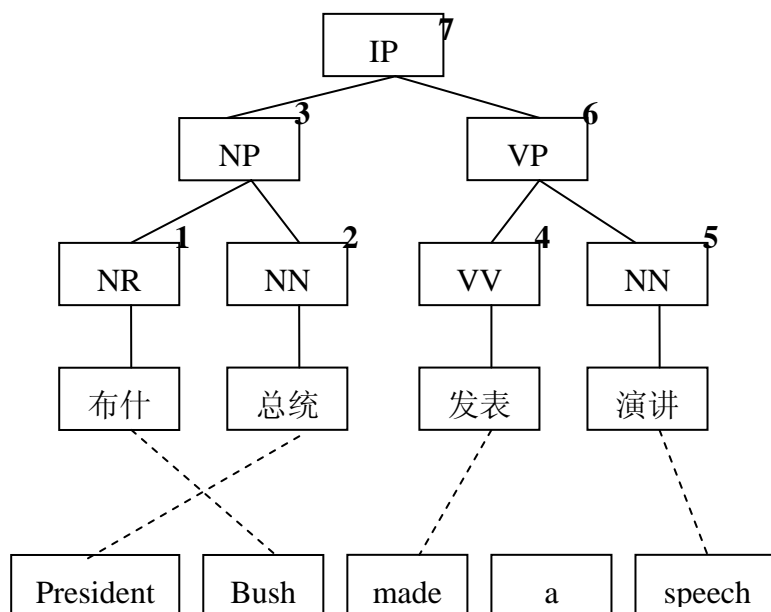 IP 7
NP 3 VP 6
NR 1 NN 2 VV 4 NN 5
布什 总统 发表 演讲
President Bush made a speech